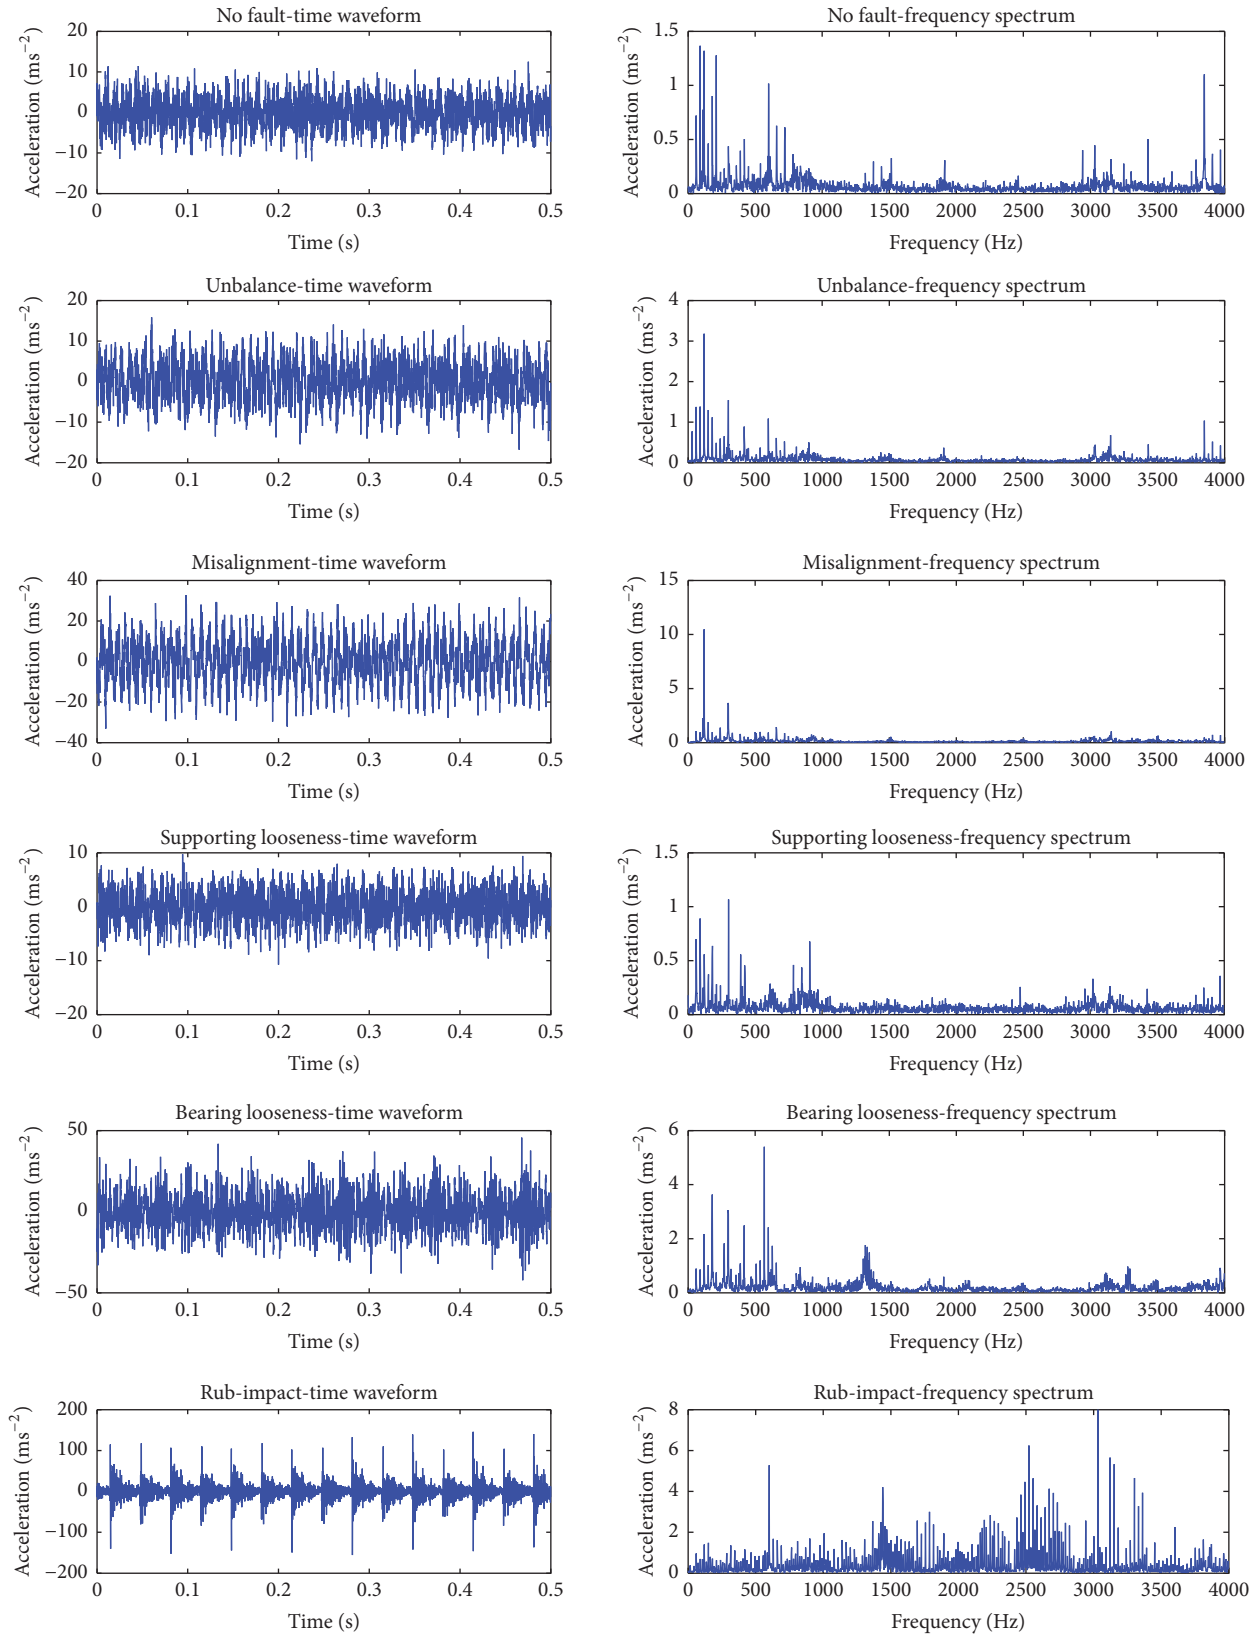 No fault-time waveform
Acceleration (ms−2)
20
10
0
−10
−20
0 0.1 0.2 0.3 0.4 0.5
Time (s)
No fault-frequency spectrum
Acceleration (ms−2)
1.5
1
0.5
0
0 500 1000 1500 2000 2500 3000 3500 4000
Frequency (Hz)
Unbalance-time waveform
Acceleration (ms−2)
20
10
0
−10
−20
0 0.1 0.2 0.3 0.4 0.5
Time (s)
Unbalance-frequency spectrum
Acceleration (ms−2)
4
3
2
1
0
0 500 1000 1500 2000 2500 3000 3500 4000
Frequency (Hz)
Misalignment-time waveform
Acceleration (ms−2)
40
20
0
−20
−40
0 0.1 0.2 0.3 0.4 0.5
Time (s)
Misalignment-frequency spectrum
Acceleration (ms−2)
15
10
5
0
0 500 1000 1500 2000 2500 3000 3500 4000
Frequency (Hz)
Supporting looseness-time waveform
Acceleration (ms−2)
10
0
−10
−20
0 0.1 0.2 0.3 0.4 0.5
Time (s)
Supporting looseness-frequency spectrum
Acceleration (ms−2)
1.5
1
0.5
0
0 500 1000 1500 2000 2500 3000 3500 4000
Frequency (Hz)
Bearing looseness-time waveform
Acceleration (ms−2)
50
0
−50
0 0.1 0.2 0.3 0.4 0.5
Time (s)
Bearing looseness-frequency spectrum
Acceleration (ms−2)
6
4
2
0
0 500 1000 1500 2000 2500 3000 3500 4000
Frequency (Hz)
Rub-impact-time waveform
Acceleration (ms−2)
200
100
0
−100
−200
0 0.1 0.2 0.3 0.4 0.5
Time (s)
Rub-impact-frequency spectrum
Acceleration (ms−2)
8
6
4
2
0
0 500 1000 1500 2000 2500 3000 3500 4000
Frequency (Hz)